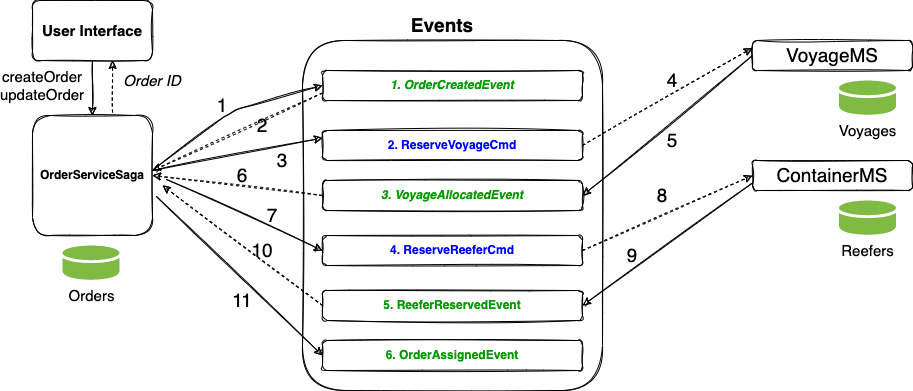 Events
User Interface
createOrder
updateOrder
Order ID
OrderServiceSaga
Orders
1
2
3
6
7
10
11
1. OrderCreatedEvent
2. ReserveVoyageCmd
3. VoyageAllocatedEvent
4. ReserveReeferCmd
5. ReeferReservedEvent
6. OrderAssignedEvent
4
5
8
9
VoyageMS
Voyages
ContainerMS
Reefers